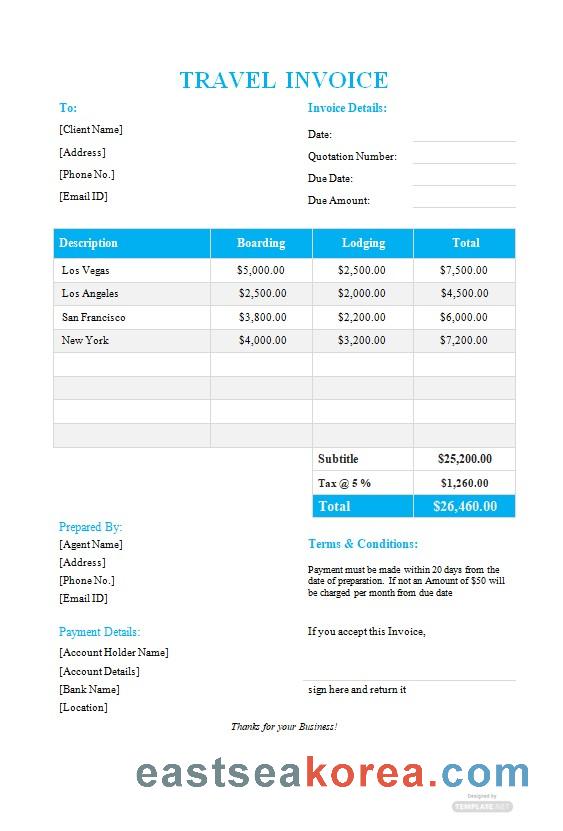 TRAVEL INVOICE
To:
[Client Name]
[Address]
[Phone No.]
[Email ID]
Invoice Details:
Date:
Quotation Number:
Due Date:
Due Amount:
Description Boarding Lodging Total
Los Vegas $5,000.00 $2,500.00 $7,500.00
Los Angeles $2,500.00 $2,000.00 $4,500.00
San Francisco $3,800.00 $2,200.00 $6,000.00
New York $4,000.00 $3,200.00 $7,200.00
Subtitle $25,200.00
Tax @ 5 % $1,260.00
Total $26,460.00
Prepared By:
[Agent Name]
[Address]
[Phone No.]
[Email ID]
Terms & Conditions:
Payment must be made within 20 days from the
date of preparation. If not an Amount of $50 will
be charged per month from due date
Payment Details:
[Account Holder Name]
[Account Details]
[Bank Name]
[Location]
If you accept this Invoice,
sign here and return it
Thanks for your Business!
eastseakorea.com
Designed by
TEMPLATE.NET